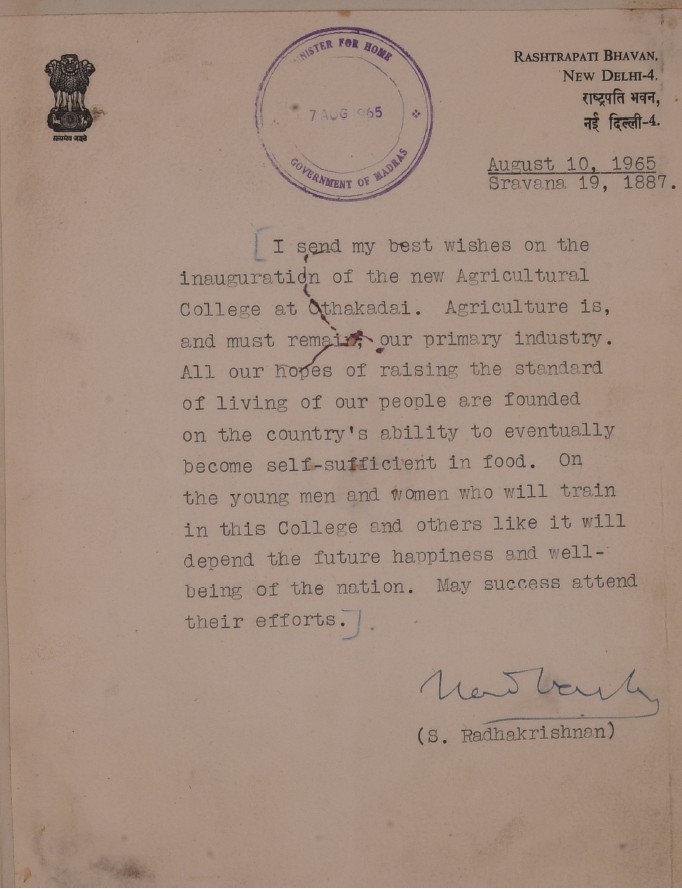 MINISTER FOR HOME
7 AUG 1965
GOVERNMENT OF MADRAS
RASHTRAPATI BHAVAN,
NEW DELHI-4.
राष्ट्रपति भवन,
नई दिल्ली-4.
August 10, 1965
Sravana 19, 1887.
[I send my best wishes on the
inauguration of the new Agricultural
College at Othakadai. Agriculture is,
and must remain, our primary industry.
All our hopes of raising the standard
of living of our people are founded
on the country's ability to eventually
become self-sufficient in food. On
the young men and women who will train
in this College and others like it will
depend the future happiness and well-
being of the nation. May success attend
their efforts.].
(S. Radhakrishnan)